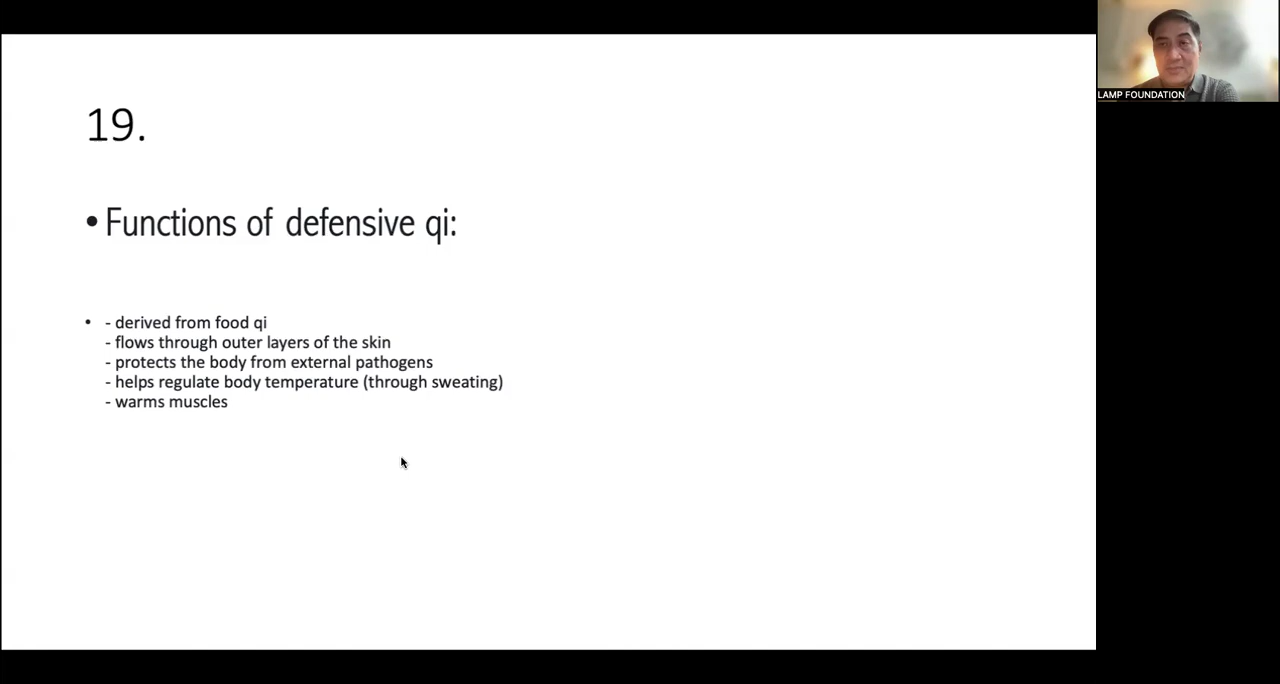 19.
• Functions of defensive qi:
• - derived from food qi
- flows through outer layers of the skin
- protects the body from external pathogens
- helps regulate body temperature (through sweating)
- warms muscles
LAMP FOUNDATION